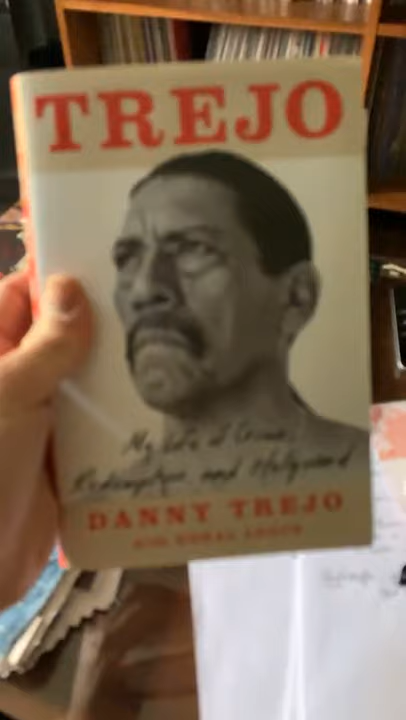 TREJO
My Life of Crime,
Redemption, and Hollywood
DANNY TREJO